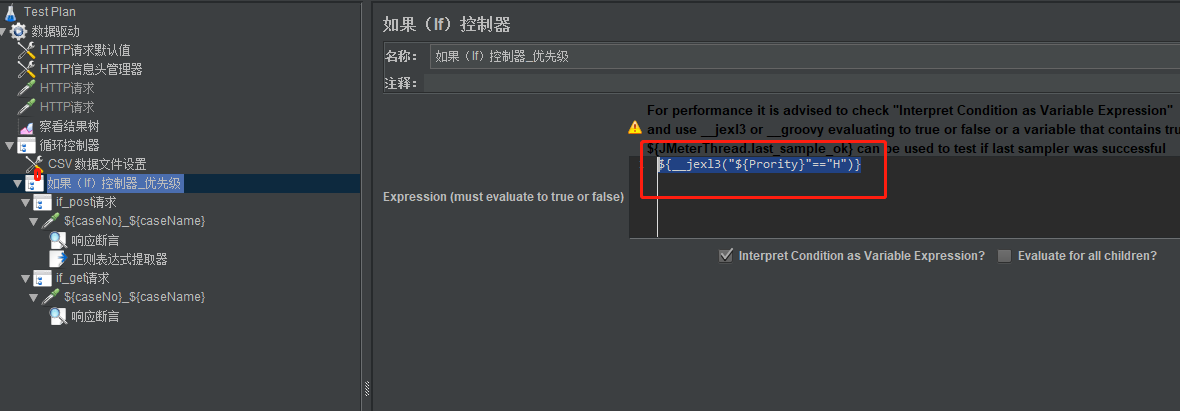 Test Plan
数据驱动
HTTP请求默认值
HTTP信息头管理器
HTTP请求
HTTP请求
察看结果树
循环控制器
CSV 数据文件设置
如果（If）控制器_优先级
if_post请求
${caseNo}_${caseName}
响应断言
正则表达式提取器
if_get请求
${caseNo}_${caseName}
响应断言
如果（If）控制器
名称： 如果（If）控制器_优先级
注释：
For performance it is advised to check "Interpret Condition as Variable Expression"
and use __jexl3 or __groovy evaluating to true or false or a variable that contains tru
${JMeterThread.last_sample_ok} can be used to test if last sampler was successful
${__jexl3("${Prority}"=="H")}
Expression (must evaluate to true or false)
Interpret Condition as Variable Expression? Evaluate for all children?